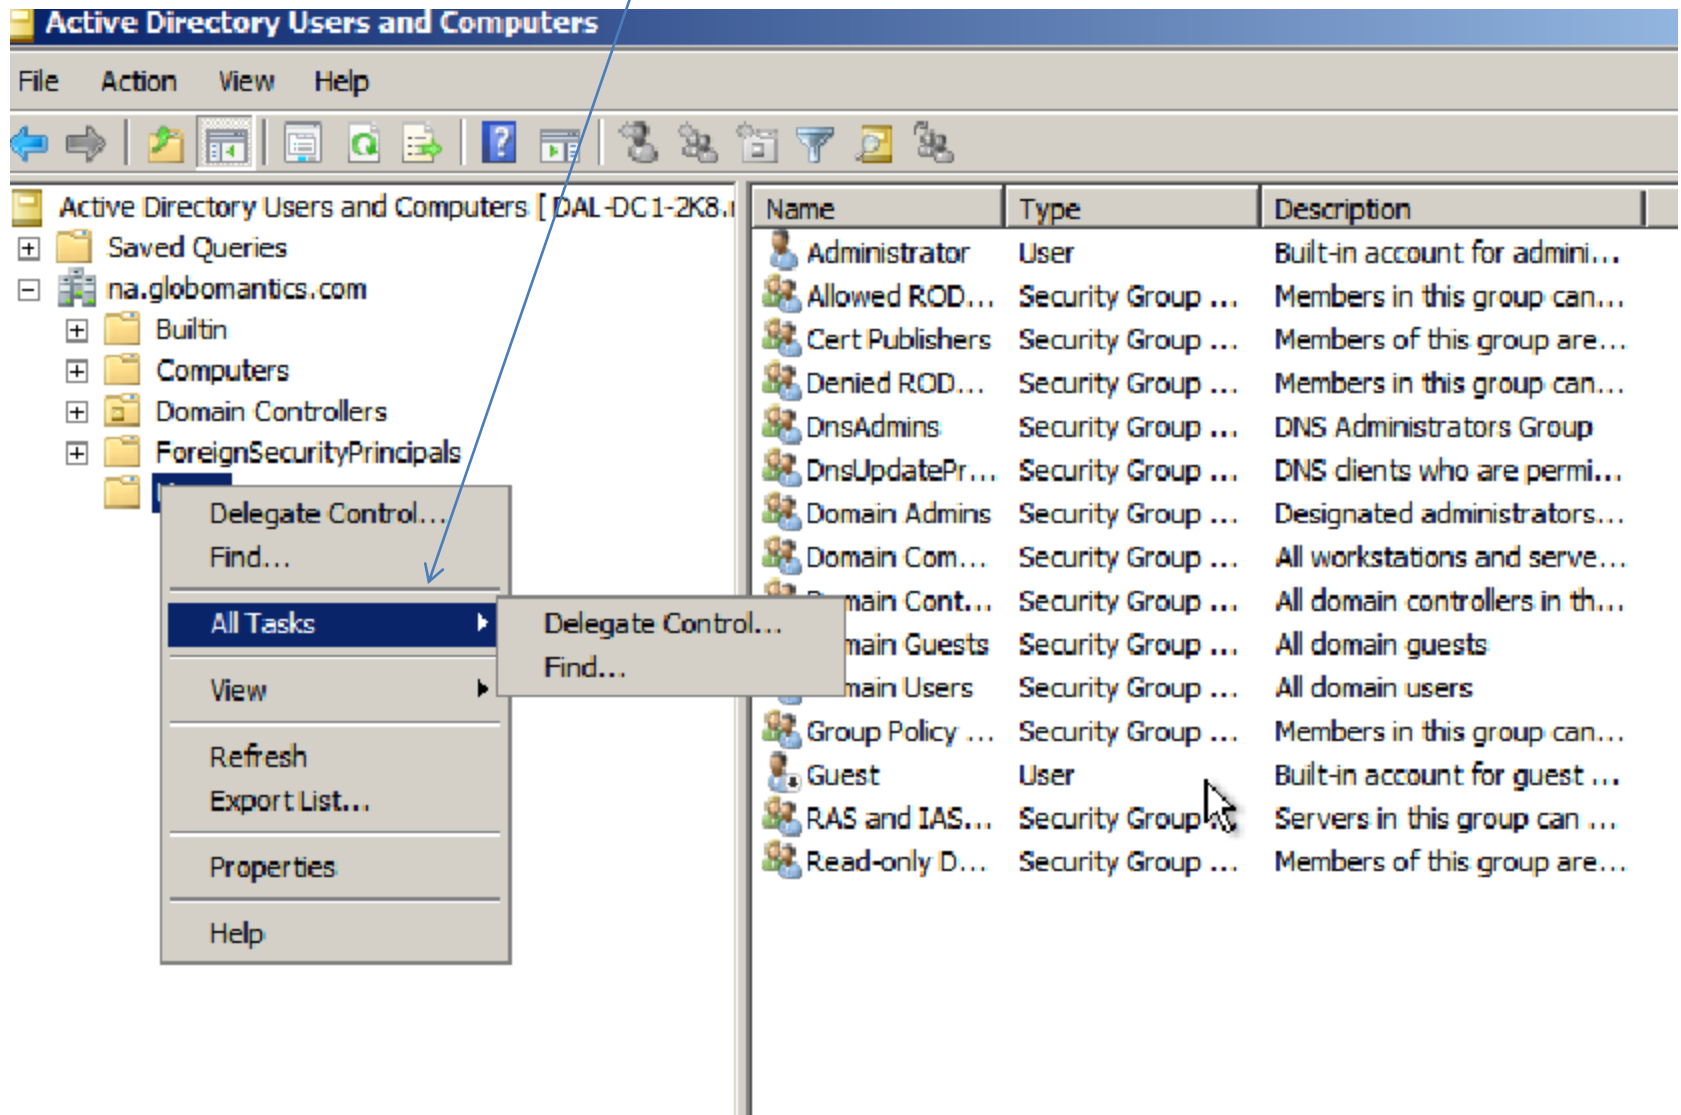 Active Directory Users and Computers
File Action View Help
Active Directory Users and Computers [ DAL-DC1-2K8.
Saved Queries
na.globomantics.com
Builtin
Computers
Domain Controllers
ForeignSecurityPrincipals
Delegate Control...
Find...
All Tasks
View
Refresh
Export List...
Properties
Help
Delegate Control...
Find...
Name Type Description
Administrator User Built-in account for admini...
Allowed ROD... Security Group ... Members in this group can...
Cert Publishers Security Group ... Members of this group are...
Denied ROD... Security Group ... Members in this group can...
DnsAdmins Security Group ... DNS Administrators Group
DnsUpdatePr... Security Group ... DNS clients who are permi...
Domain Admins Security Group ... Designated administrators...
Domain Com... Security Group ... All workstations and serve...
main Cont... Security Group ... All domain controllers in th...
main Guests Security Group ... All domain guests
main Users Security Group ... All domain users
Group Policy ... Security Group ... Members in this group can...
Guest User Built-in account for guest ...
RAS and IAS... Security Group ... Servers in this group can ...
Read-only D... Security Group ... Members of this group are...